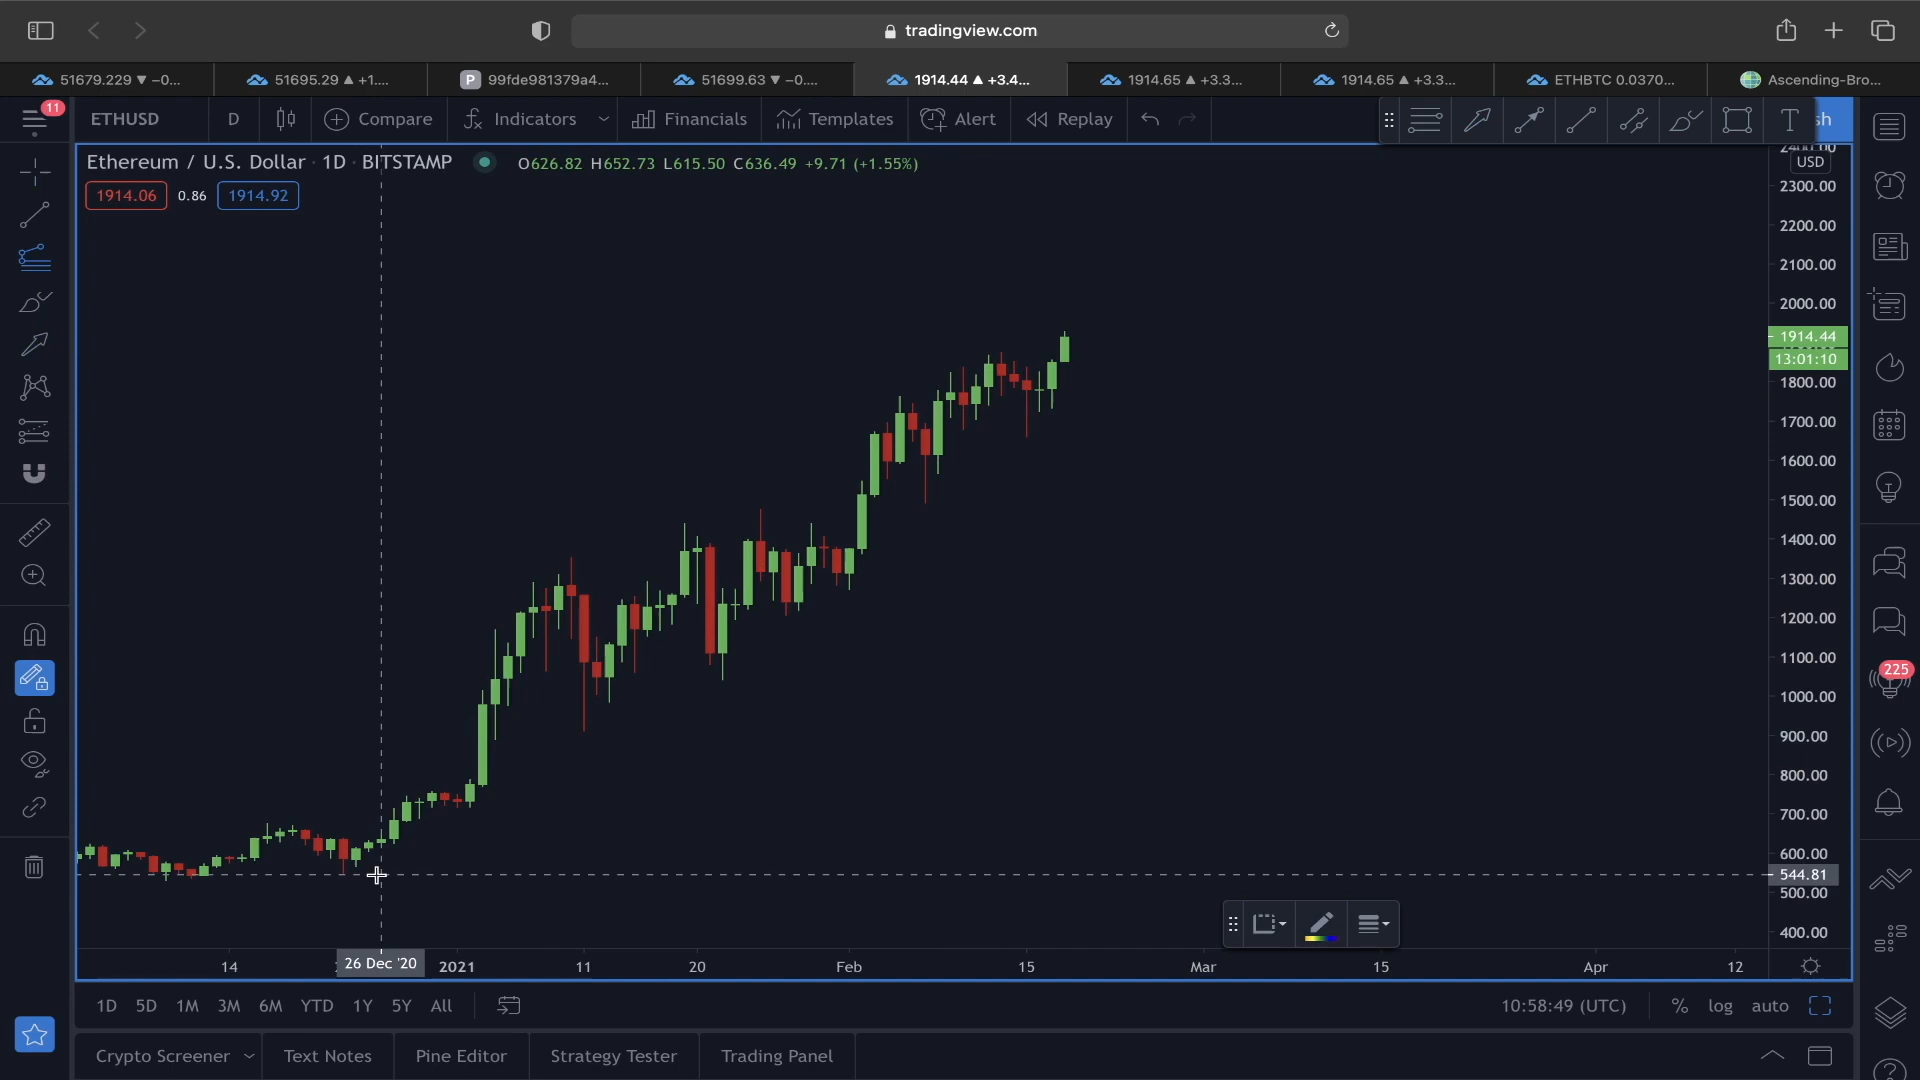 tradingview.com
51679.229 ▼ −0...
51695.29 ▲ +1....
P 99fde981379a4...
51699.63 ▼ −0....
1914.44 ▲ +3.4...
1914.65 ▲ +3.3...
1914.65 ▲ +3.3...
ETHBTC 0.0370...
Ascending-Bro...
11
ETHUSD
D
Compare
Indicators
Financials
Templates
Alert
Replay
T
sh
Ethereum / U.S. Dollar · 1D · BITSTAMP
O626.82 H652.73 L615.50 C636.49 +9.71 (+1.55%)
1914.06
0.86
1914.92
2400.00
USD
2300.00
2200.00
2100.00
2000.00
1914.44
13:01:10
1800.00
1700.00
1600.00
1500.00
1400.00
1300.00
1200.00
1100.00
1000.00
900.00
800.00
700.00
600.00
544.81
500.00
400.00
225
14
26 Dec '20
2021
11
20
Feb
15
Mar
15
Apr
12
1D
5D
1M
3M
6M
YTD
1Y
5Y
All
10:58:49 (UTC)
%
log
auto
Crypto Screener
Text Notes
Pine Editor
Strategy Tester
Trading Panel
?